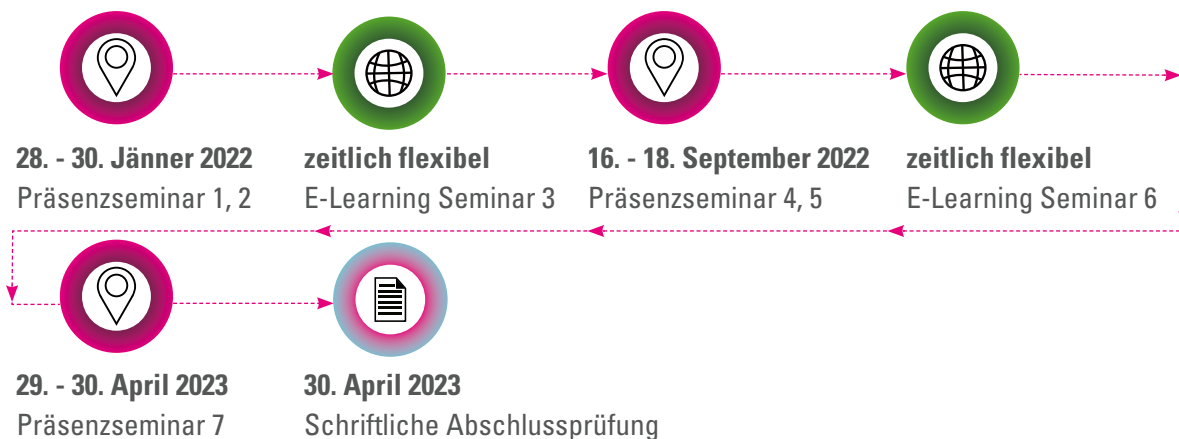 28. - 30. Jänner 2022
Präsenzseminar 1, 2
zeitlich flexibel
E-Learning Seminar 3
16. - 18. September 2022
Präsenzseminar 4, 5
zeitlich flexibel
E-Learning Seminar 6
29. - 30. April 2023
Präsenzseminar 7
30. April 2023
Schriftliche Abschlussprüfung